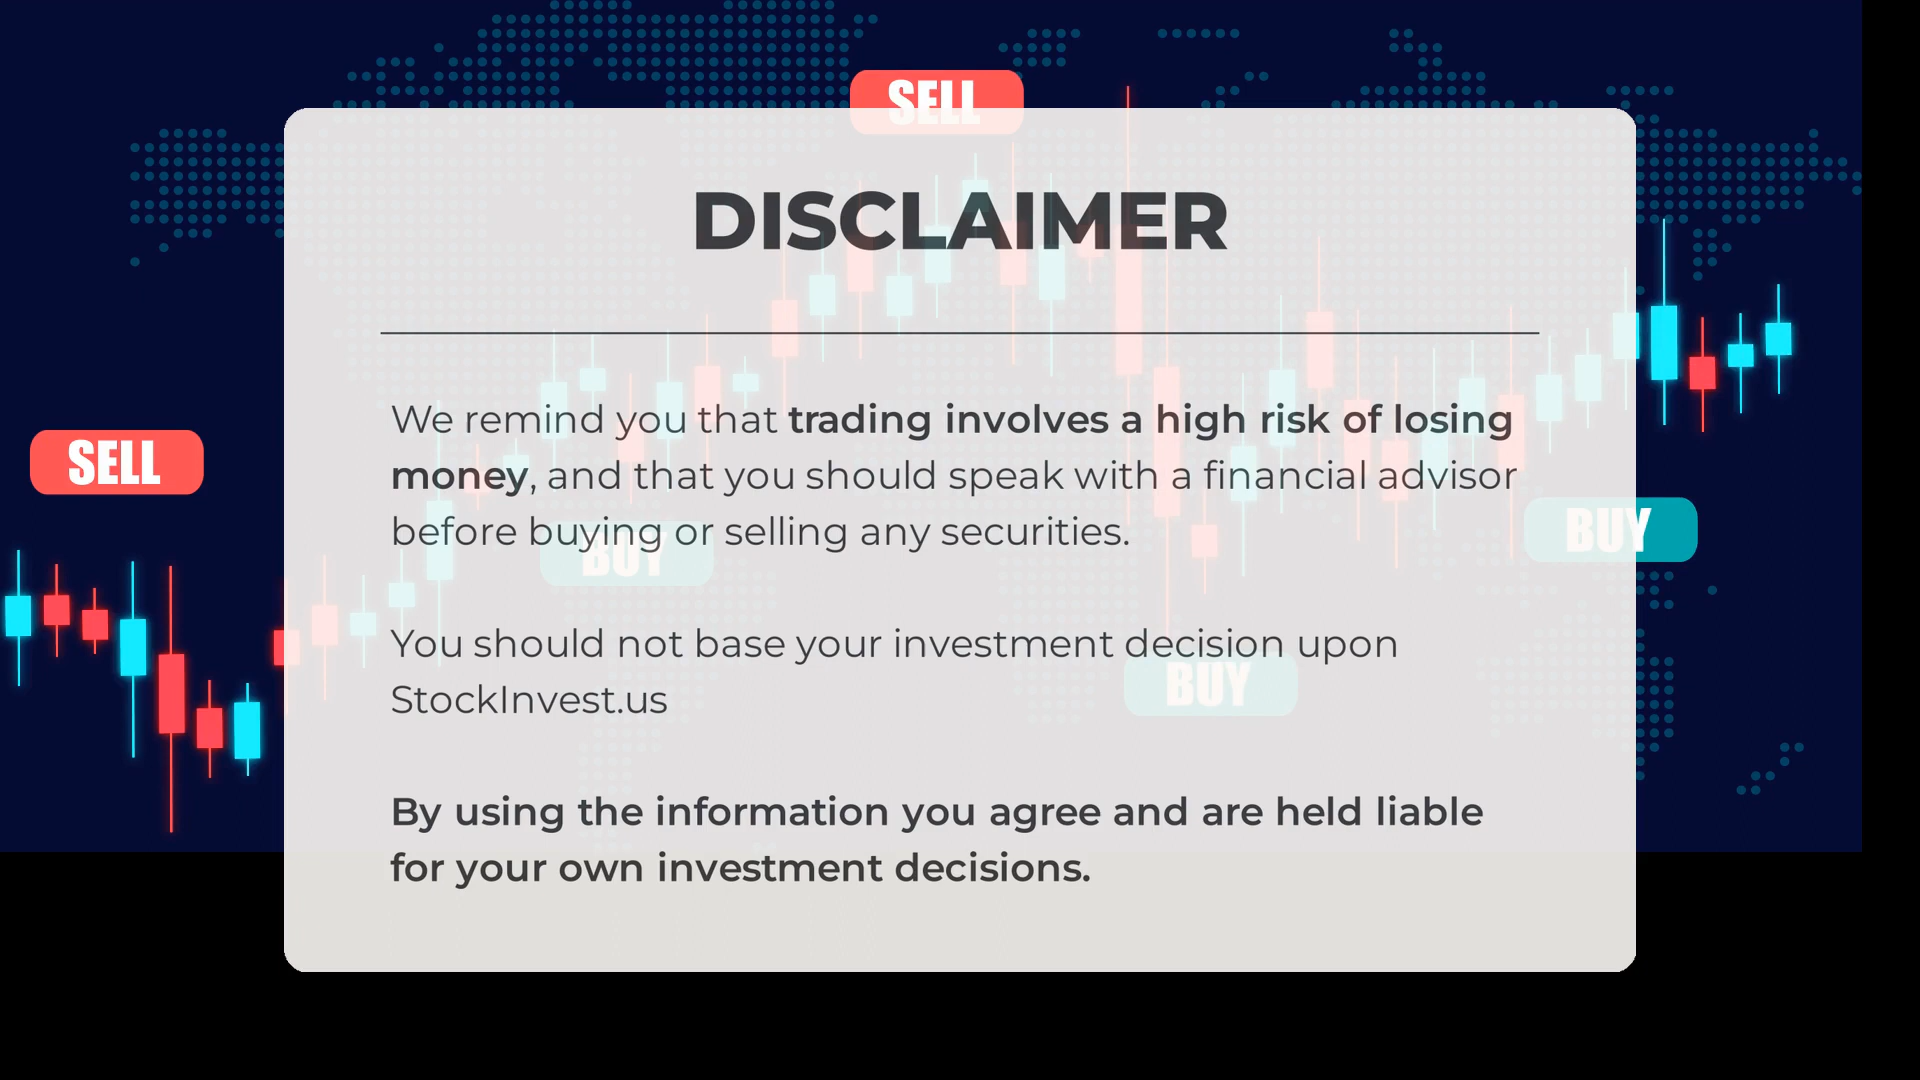 SELL
DISCLAIMER
We remind you that trading involves a high risk of losing
money, and that you should speak with a financial advisor
before buying or selling any securities.
SELL
BUY
BUY
You should not base your investment decision upon
StockInvest.us
BUY
By using the information you agree and are held liable
for your own investment decisions.